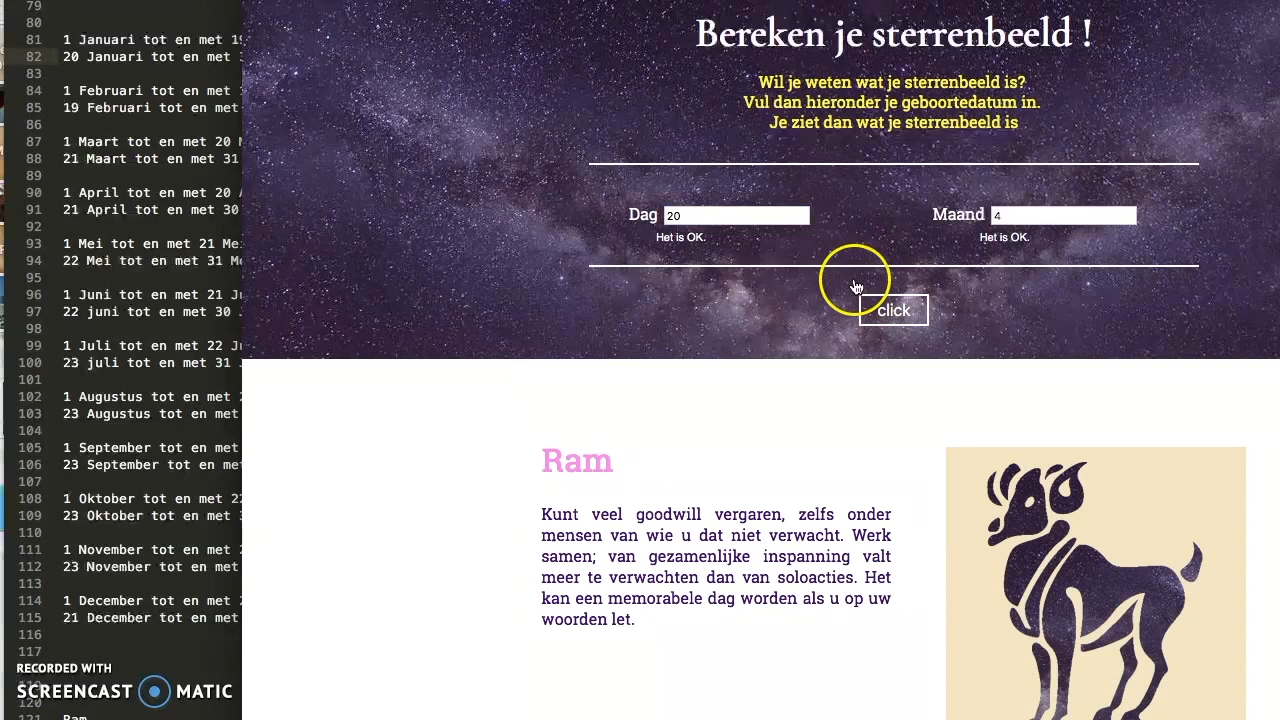 79
80
81 1 Januari tot en met 19
82 20 Januari tot en met
83
84 1 Februari tot en met
85 19 Februari tot en met
86
87 1 Maart tot en met 20
88 21 Maart tot en met 31
89
90 1 April tot en met 20
91 21 April tot en met 30
92
93 1 Mei tot en met 21 Mei
94 22 Mei tot en met 31
95
96 1 Juni tot en met 21
97 22 juni tot en met 30
98
99 1 Juli tot en met 22
100 23 juli tot en met 31
101
102 1 Augustus tot en met
103 23 Augustus tot en met
104
105 1 September tot en met
106 23 September tot en met
107
108 1 Oktober tot en met 22
109 23 Oktober tot en met
110
111 1 November tot en met
112 23 November tot en met
113
114 1 December tot en met
115 21 December tot en met
116
117
120
121 Ram
RECORDED WITH
SCREENCAST MATIC
Bereken je sterrenbeeld !
Wil je weten wat je sterrenbeeld is?
Vul dan hieronder je geboortedatum in.
Je ziet dan wat je sterrenbeeld is
Dag 20 Maand 4
Het is OK. Het is OK.
click
Ram
Kunt veel goodwill vergaren, zelfs onder
mensen van wie u dat niet verwacht. Werk
samen; van gezamenlijke inspanning valt
meer te verwachten dan van soloacties. Het
kan een memorabele dag worden als u op uw
woorden let.